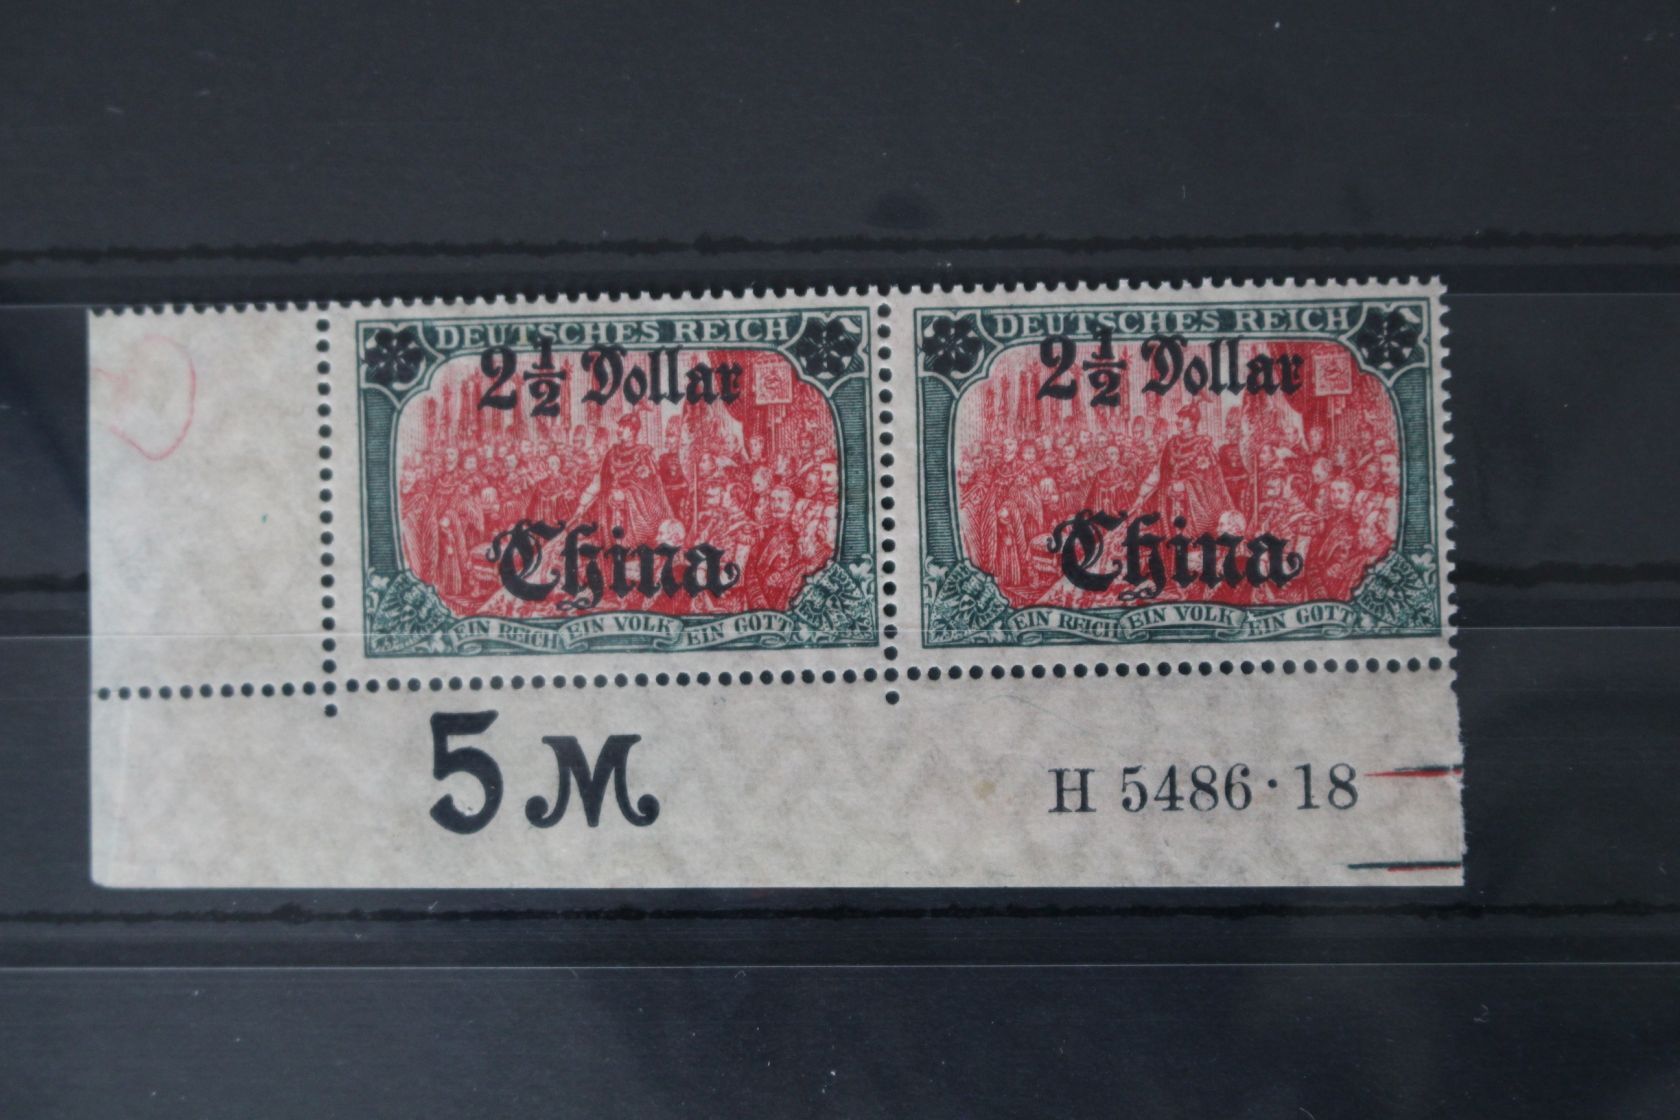 DEUTSCHES REICH
2 1/2 Dollar
China
EIN REICH EIN VOLK EIN GOTT
DEUTSCHES REICH
2 1/2 Dollar
China
EIN REICH EIN VOLK EIN GOTT
5 M
H 5486·18